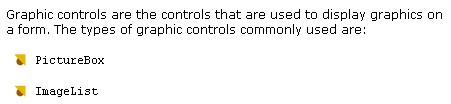 Graphic controls are the controls that are used to display graphics on
a form. The types of graphic controls commonly used are:
PictureBox
ImageList